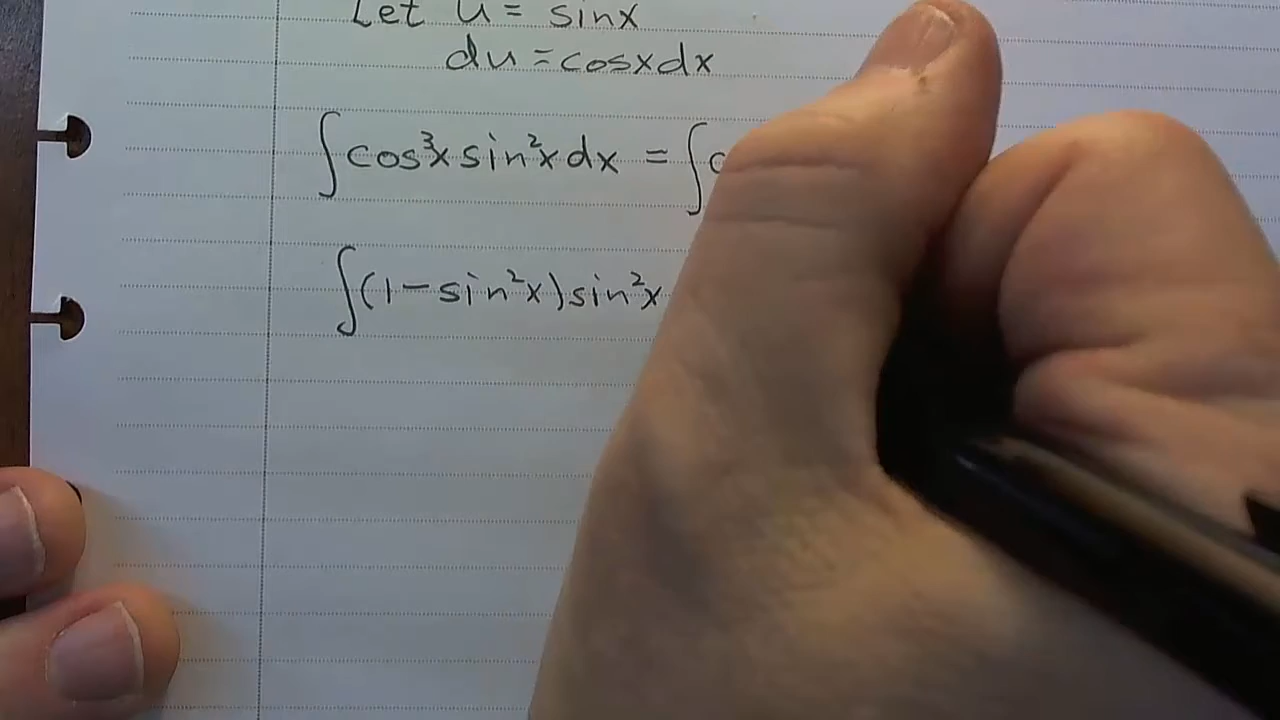 Let u = sinx
du = cosxdx
∫cos³x sin²x dx = ∫
∫(1-sin²x)sin²x